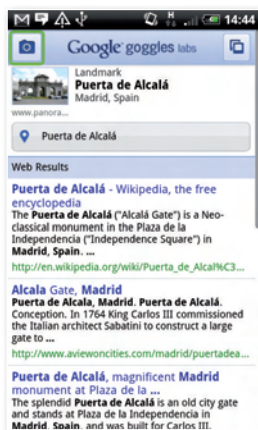 H
14:44
Google goggles labs
Landmark
Puerta de Alcalá
Madrid, Spain
www.panora...
Puerta de Alcalá
Web Results
Puerta de Alcalá - Wikipedia, the free
encyclopedia
The Puerta de Alcalá ("Alcalá Gate") is a Neo-
classical monument in the Plaza de la
Independencia ("Independence Square") in
Madrid, Spain. ...
http://en.wikipedia.org/wiki/Puerta_de_Alcal%C3...
Alcala Gate, Madrid
Puerta de Alcala, Madrid. Puerta de Alcalá.
Conception. In 1764 King Carlos III commissioned
the Italian architect Sabatini to construct a large
gate to ...
http://www.aviewoncities.com/madrid/puertadea...
Puerta de Alcalá, magnificent Madrid
monument at Plaza de la ...
The splendid Puerta de Alcalá is an old city gate
and stands at Plaza de la Independencia in
Madrid, Spain, and was built for Carlos III.